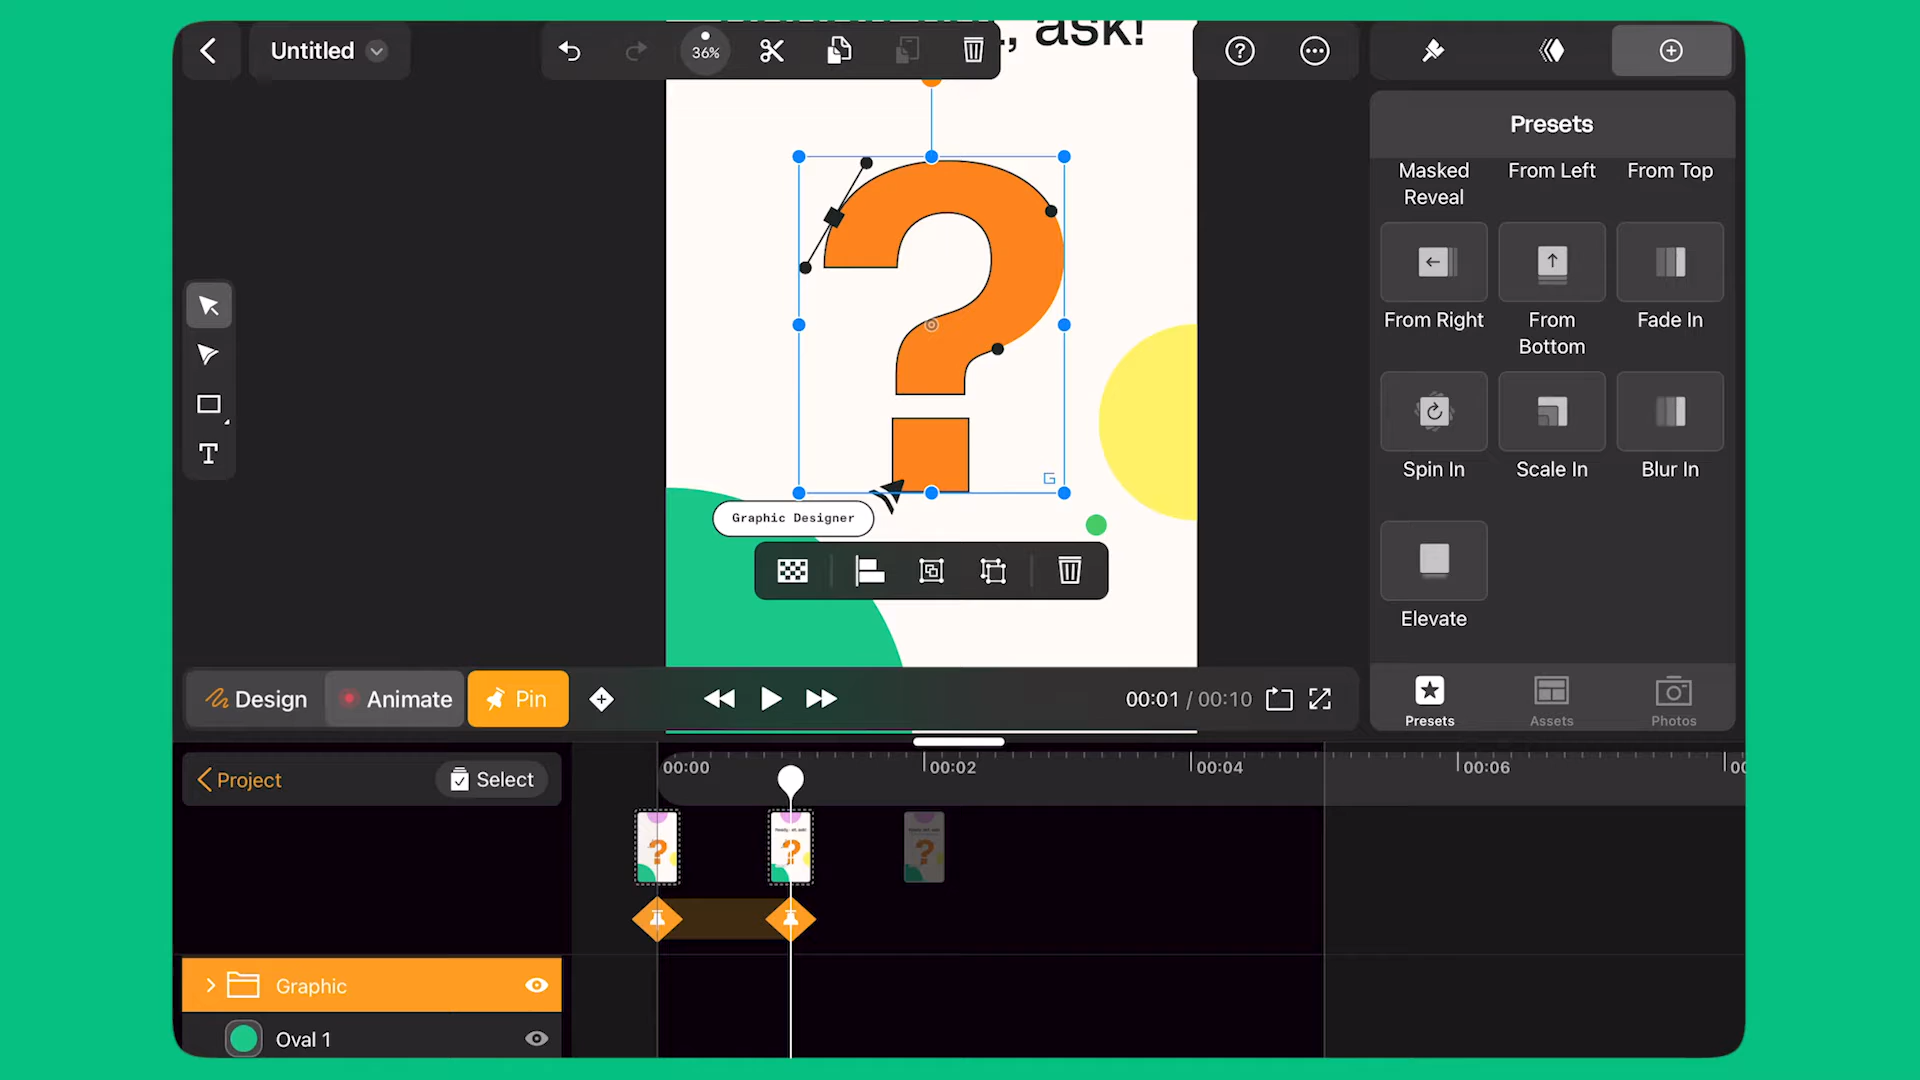 Untitled
36%
, ask!
Presets
Masked
Reveal
From Left
From Top
From Right
From
Bottom
Fade In
Spin In
Scale In
Blur In
Elevate
?
G
Graphic Designer
T
Design
Animate
Pin
00:01 / 00:10
Presets
Assets
Photos
Project
Select
00:00
00:02
00:04
00:06
Graphic
Oval 1